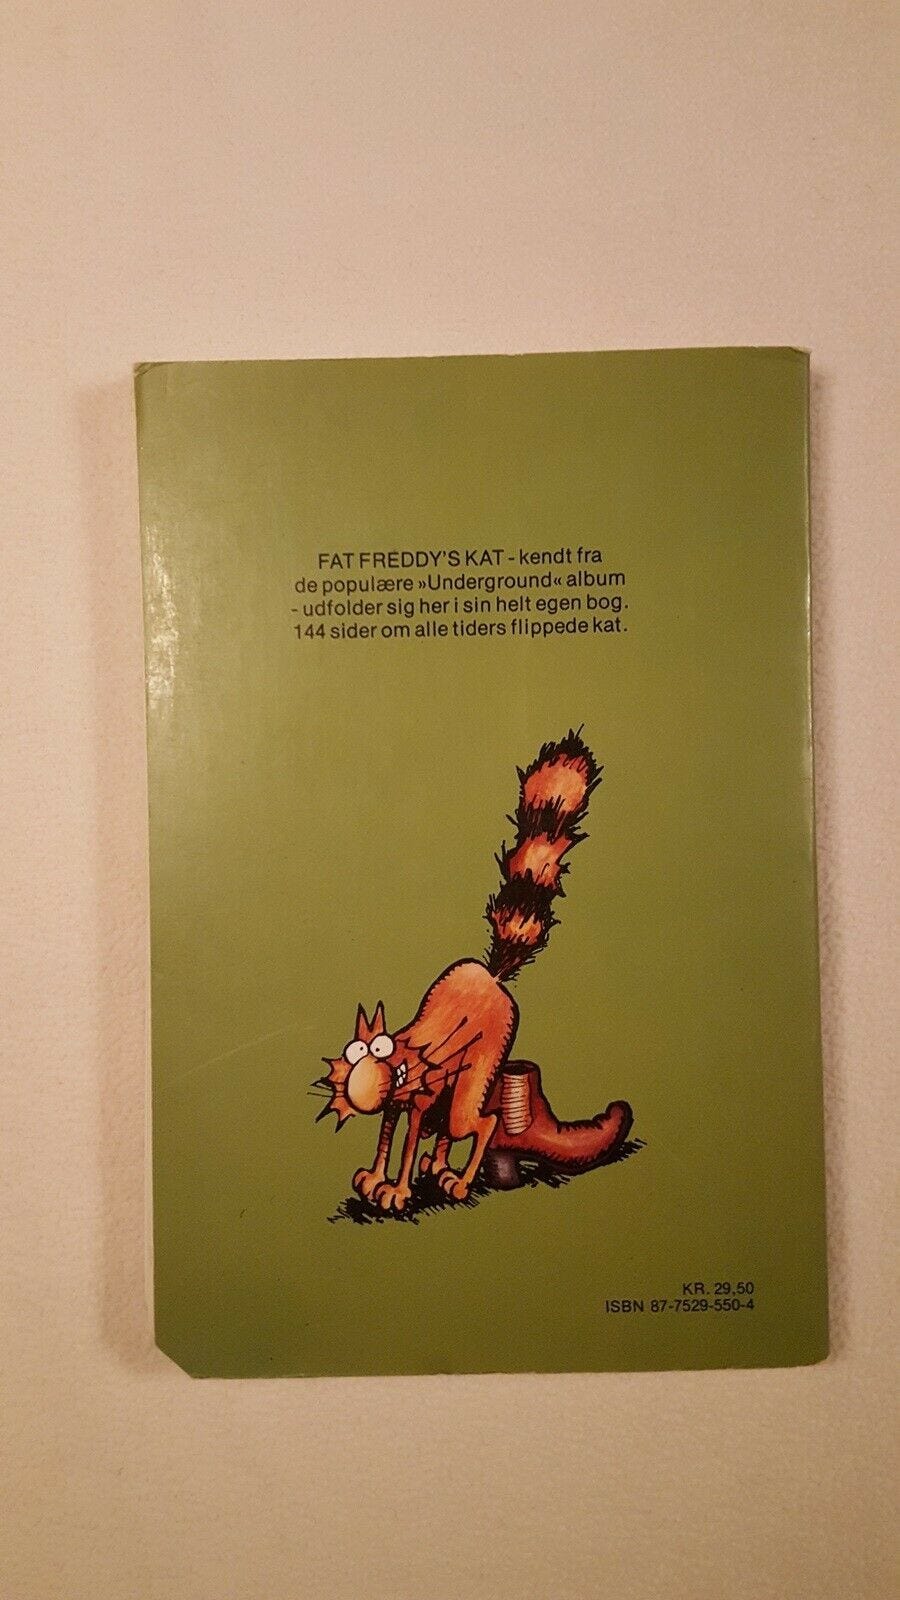 FAT FREDDY'S KAT - kendt fra
de populære »Underground« album
- udfolder sig her i sin helt egen bog.
144 sider om alle tiders flippede kat.
KR. 29,50
ISBN 87-7529-550-4